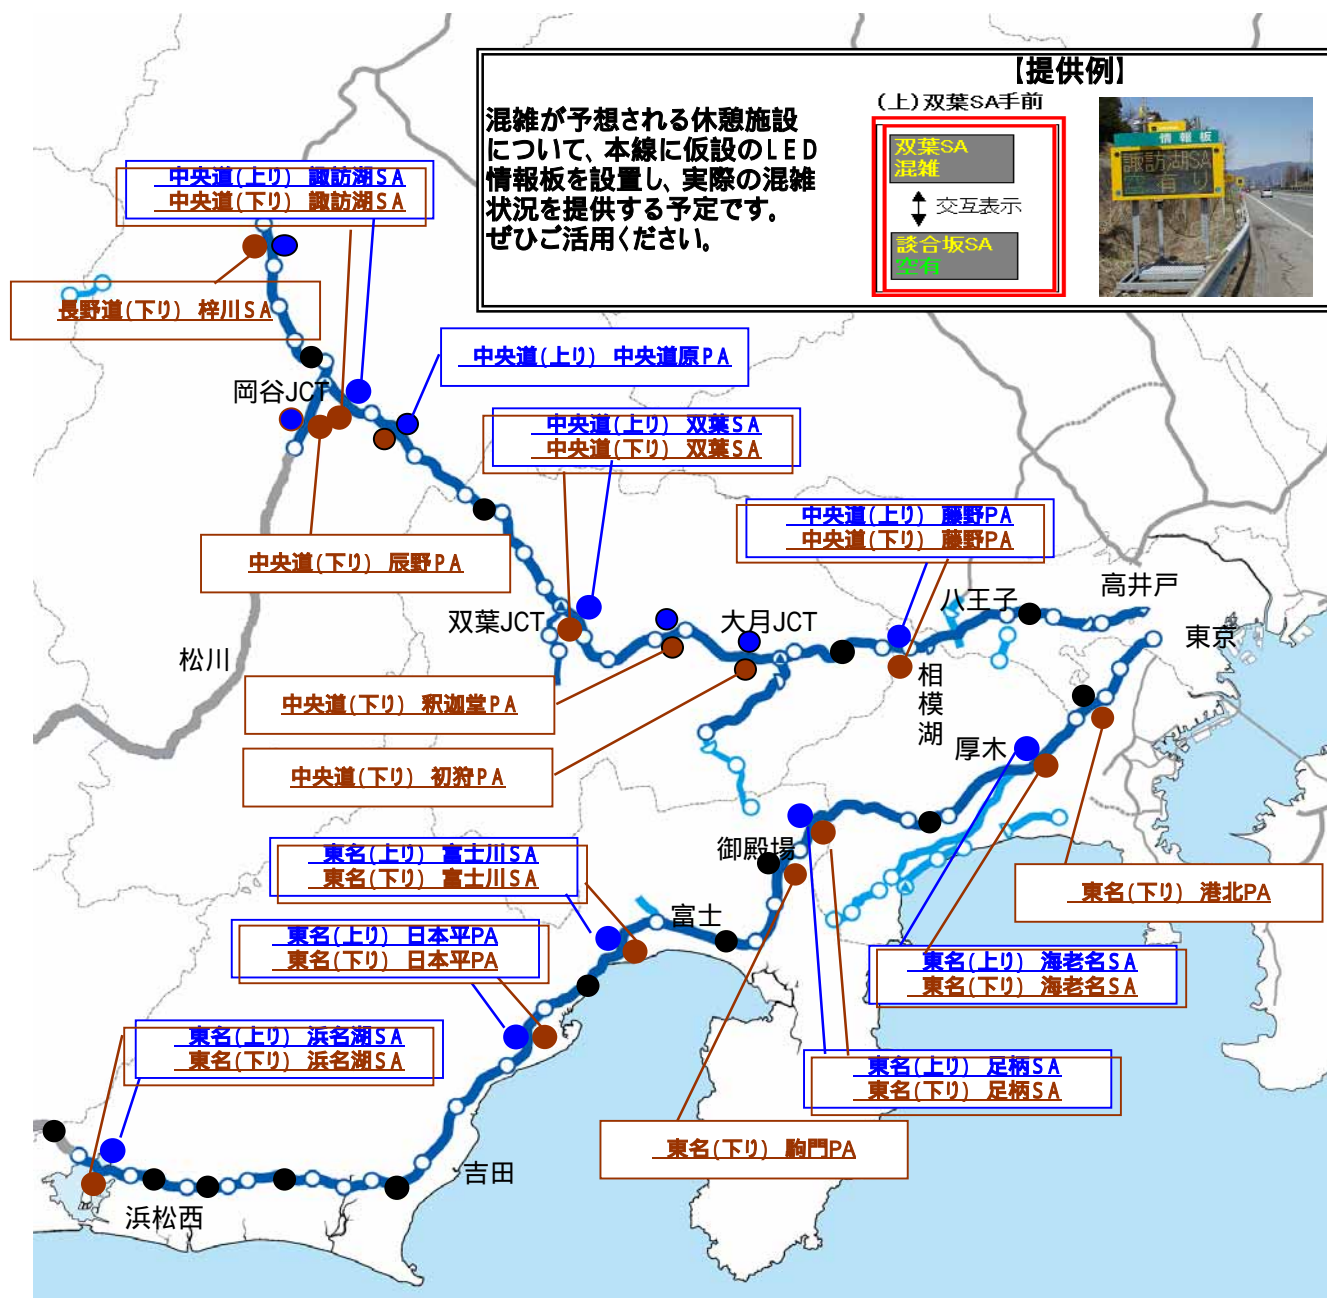 【提供例】
混雑が予想される休憩施設
について、本線に仮設のLED
情報板を設置し、実際の混雑
状況を提供する予定です。
ぜひご活用ください。
(上)双葉SA手前
双葉SA
混雑
交互表示
談合坂SA
空有
情報板
諏訪湖SA
空有り
中央道(上り) 諏訪湖SA
中央道(下り) 諏訪湖SA
長野道(下り) 梓川SA
中央道(上り) 中央道原PA
岡谷JCT
中央道(上り) 双葉SA
中央道(下り) 双葉SA
中央道(上り) 藤野PA
中央道(下り) 藤野PA
中央道(下り) 辰野PA
高井戸
八王子
双葉JCT
大月JCT
東京
松川
相模湖
中央道(下り) 釈迦堂PA
厚木
中央道(下り) 初狩PA
御殿場
東名(上り) 富士川SA
東名(下り) 富士川SA
東名(下り) 港北PA
富士
東名(上り) 日本平PA
東名(下り) 日本平PA
東名(上り) 海老名SA
東名(下り) 海老名SA
東名(上り) 浜名湖SA
東名(下り) 浜名湖SA
東名(上り) 足柄SA
東名(下り) 足柄SA
東名(下り) 駒門PA
吉田
浜松西